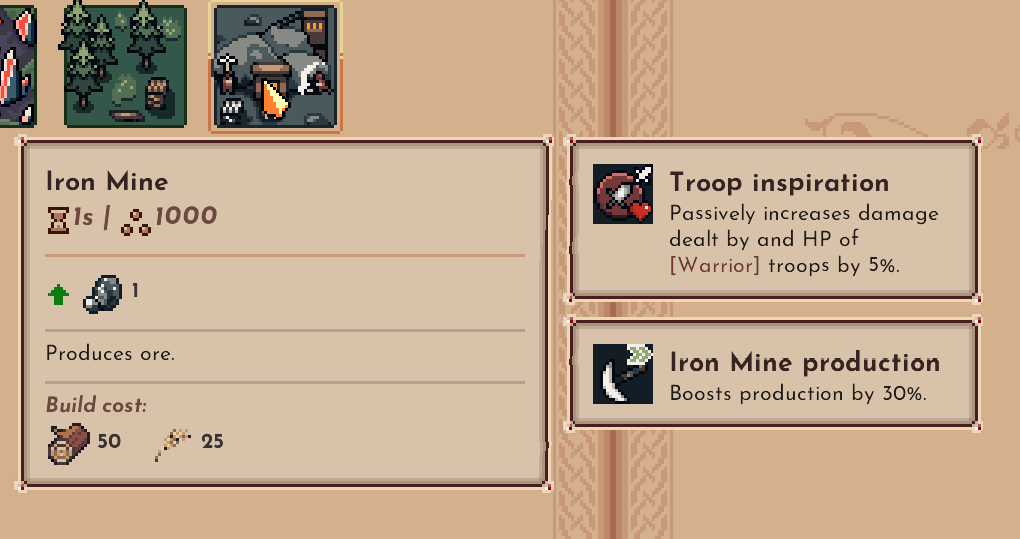 Iron Mine
1s | 1000
1
Produces ore.
Build cost:
50 25
Troop inspiration
Passively increases damage
dealt by and HP of
[Warrior] troops by 5%.
Iron Mine production
Boosts production by 30%.